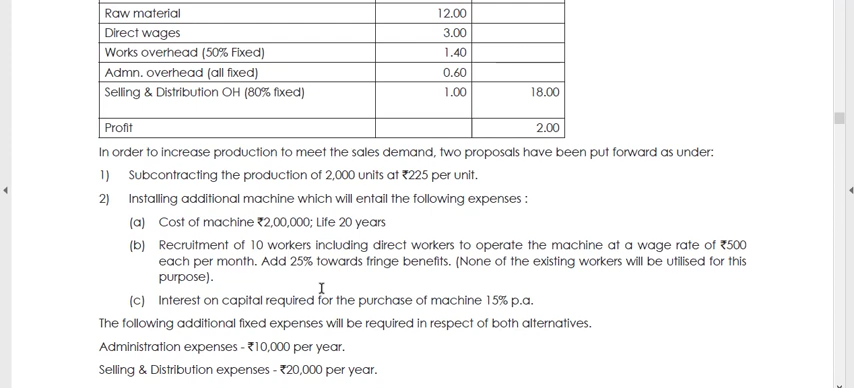 Raw material 12.00
Direct wages 3.00
Works overhead (50% Fixed) 1.40
Admn. overhead (all fixed) 0.60
Selling & Distribution OH (80% fixed) 1.00 18.00
Profit 2.00
In order to increase production to meet the sales demand, two proposals have been put forward as under:
1) Subcontracting the production of 2,000 units at ₹225 per unit.
2) Installing additional machine which will entail the following expenses :
(a) Cost of machine ₹2,00,000; Life 20 years
(b) Recruitment of 10 workers including direct workers to operate the machine at a wage rate of ₹500
each per month. Add 25% towards fringe benefits. (None of the existing workers will be utilised for this
purpose).
(c) Interest on capital required for the purchase of machine 15% p.a.
The following additional fixed expenses will be required in respect of both alternatives.
Administration expenses - ₹10,000 per year.
Selling & Distribution expenses - ₹20,000 per year.